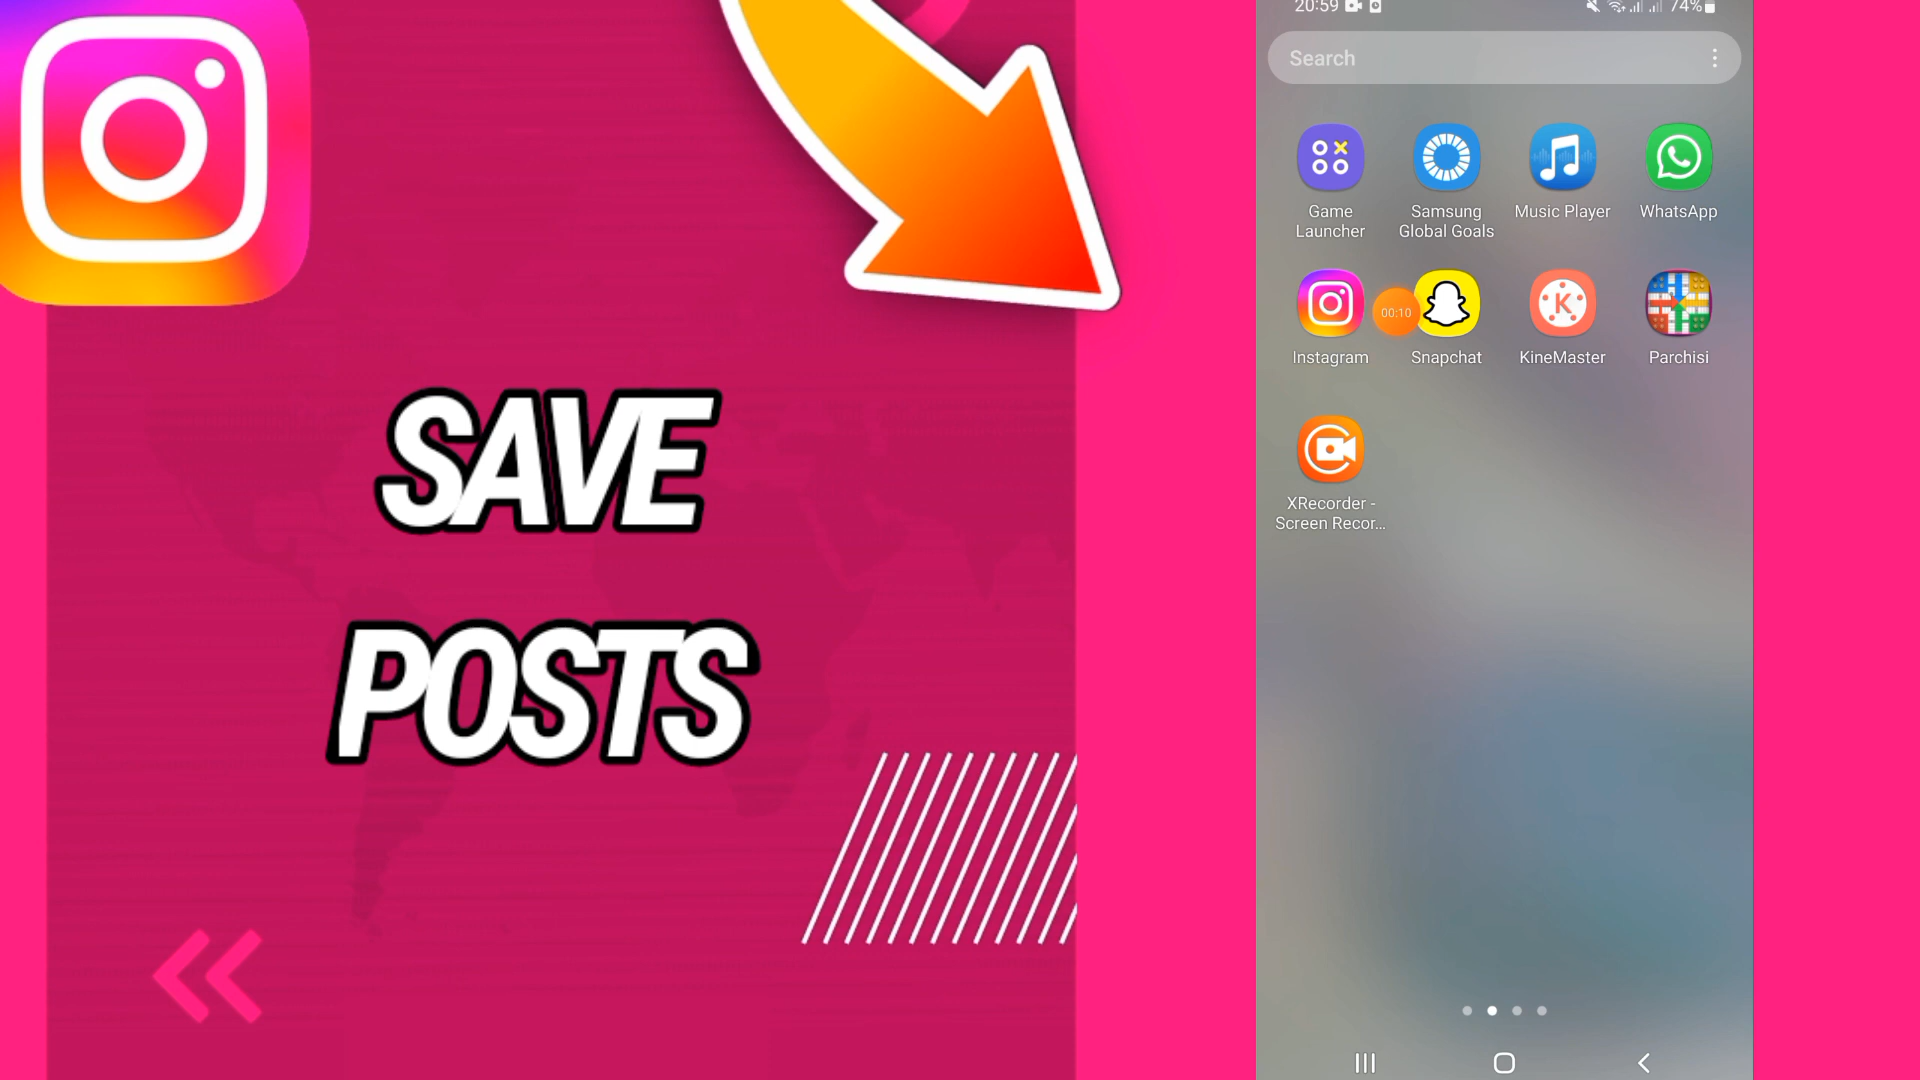 SAVE
POSTS
20:59
74%
Search
Game
Launcher
Samsung
Global Goals
Music Player
WhatsApp
Instagram
00:10
Snapchat
KineMaster
Parchisi
XRecorder -
Screen Recor...